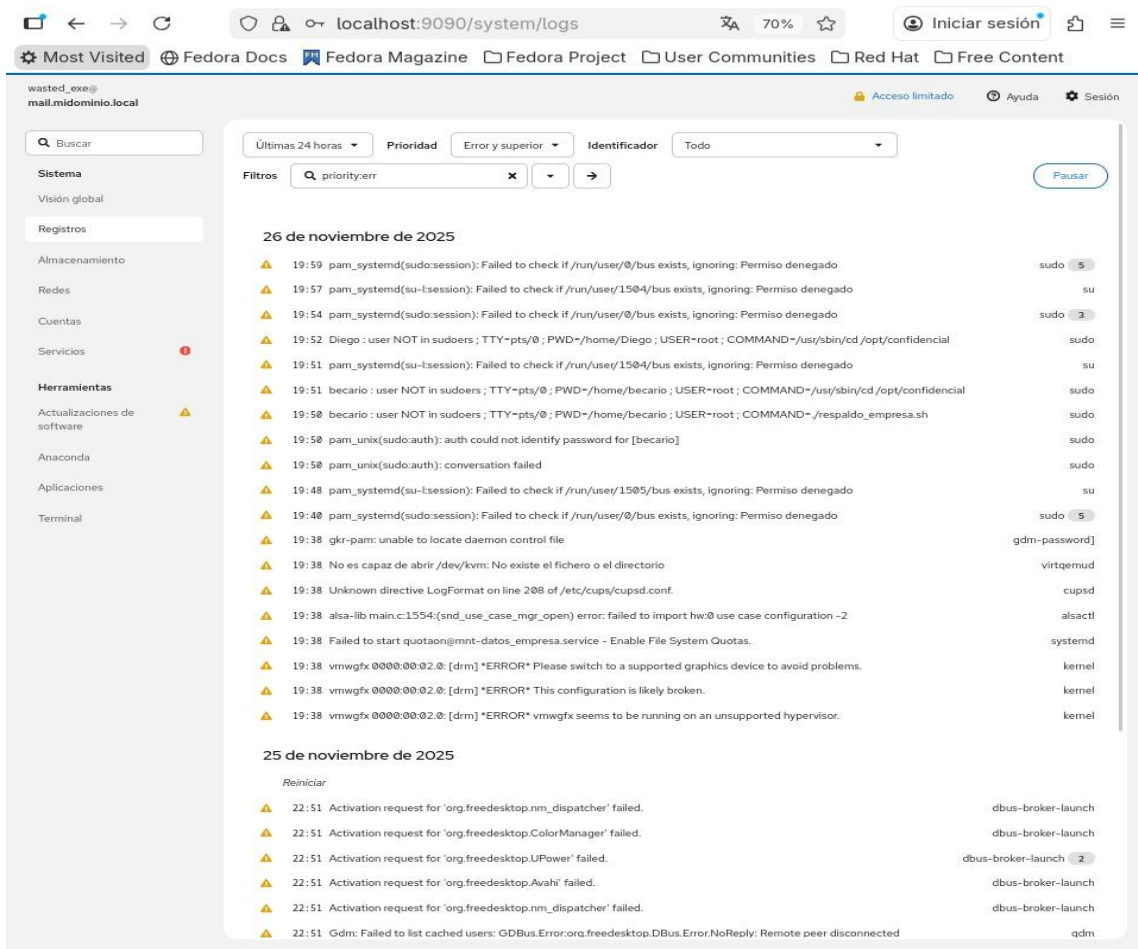 localhost:9090/system/logs 70% Iniciar sesión
Most Visited Fedora Docs Fedora Magazine Fedora Project User Communities Red Hat Free Content
wasted_exe@
mail.midominio.local
Acceso limitado Ayuda Sesión
Buscar
Sistema
Visión global
Registros
Almacenamiento
Redes
Cuentas
Servicios
Herramientas
Actualizaciones de
software
Anaconda
Aplicaciones
Terminal
Últimas 24 horas Prioridad Error y superior Identificador Todo
Filtros priority:err Pausar
26 de noviembre de 2025
19:59 pam_systemd(sudo:session): Failed to check if /run/user/0/bus exists, ignoring: Permiso denegado sudo 5
19:57 pam_systemd(su-l:session): Failed to check if /run/user/1504/bus exists, ignoring: Permiso denegado su
19:54 pam_systemd(sudo:session): Failed to check if /run/user/0/bus exists, ignoring: Permiso denegado sudo 3
19:52 Diego : user NOT in sudoers ; TTY=pts/0 ; PWD=/home/Diego ; USER=root ; COMMAND=/usr/sbin/cd /opt/confidencial sudo
19:51 pam_systemd(su-l:session): Failed to check if /run/user/1504/bus exists, ignoring: Permiso denegado su
19:51 becario : user NOT in sudoers ; TTY=pts/0 ; PWD=/home/becario ; USER=root ; COMMAND=/usr/sbin/cd /opt/confidencial sudo
19:50 becario : user NOT in sudoers ; TTY=pts/0 ; PWD=/home/becario ; USER=root ; COMMAND=./respaldo_empresa.sh sudo
19:50 pam_unix(sudo:auth): auth could not identify password for [becario] sudo
19:50 pam_unix(sudo:auth): conversation failed sudo
19:48 pam_systemd(su-l:session): Failed to check if /run/user/1505/bus exists, ignoring: Permiso denegado su
19:40 pam_systemd(sudo:session): Failed to check if /run/user/0/bus exists, ignoring: Permiso denegado sudo 5
19:38 gkr-pam: unable to locate daemon control file gdm-password]
19:38 No es capaz de abrir /dev/kvm: No existe el fichero o el directorio virtqemud
19:38 Unknown directive LogFormat on line 208 of /etc/cups/cupsd.conf. cupsd
19:38 alsa-lib main.c:1554:(snd_use_case_mgr_open) error: failed to import hw:0 use case configuration -2 alsactl
19:38 Failed to start quotaon@mnt-datos_empresa.service - Enable File System Quotas. systemd
19:38 vmwgfx 0000:00:02.0: [drm] *ERROR* Please switch to a supported graphics device to avoid problems. kernel
19:38 vmwgfx 0000:00:02.0: [drm] *ERROR* This configuration is likely broken. kernel
19:38 vmwgfx 0000:00:02.0: [drm] *ERROR* vmwgfx seems to be running on an unsupported hypervisor. kernel
25 de noviembre de 2025
Reiniciar
22:51 Activation request for 'org.freedesktop.nm_dispatcher' failed. dbus-broker-launch
22:51 Activation request for 'org.freedesktop.ColorManager' failed. dbus-broker-launch
22:51 Activation request for 'org.freedesktop.UPower' failed. dbus-broker-launch 2
22:51 Activation request for 'org.freedesktop.Avahi' failed. dbus-broker-launch
22:51 Activation request for 'org.freedesktop.nm_dispatcher' failed. dbus-broker-launch
22:51 Gdm: Failed to list cached users: GDBus.Error:org.freedesktop.DBus.Error.NoReply: Remote peer disconnected gdm